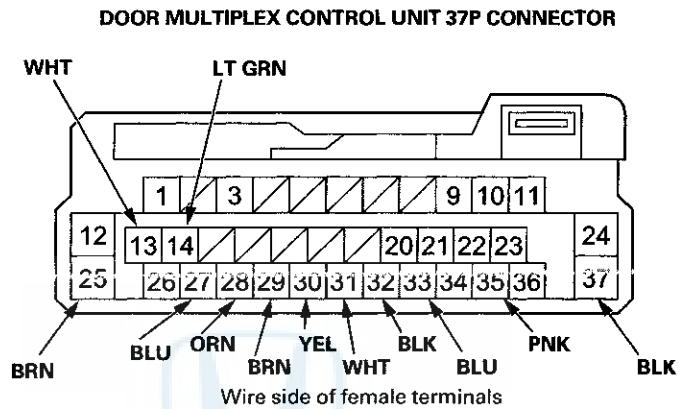 DOOR MULTIPLEX CONTROL UNIT 37P CONNECTOR
WHT LT GRN
1 3 9 10 11
12 13 14 20 21 22 23 24
25 26 27 28 29 30 31 32 33 34 35 36 37
BRN BLU ORN BRN YEL WHT BLK BLU PNK BLK
Wire side of female terminals